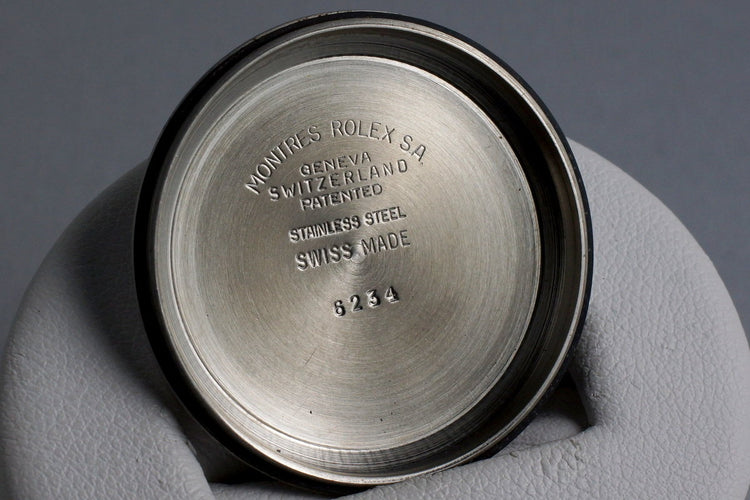 MONTRES ROLEX S.A.
GENEVA
SWITZERLAND
PATENTED
STAINLESS STEEL
SWISS MADE
6234